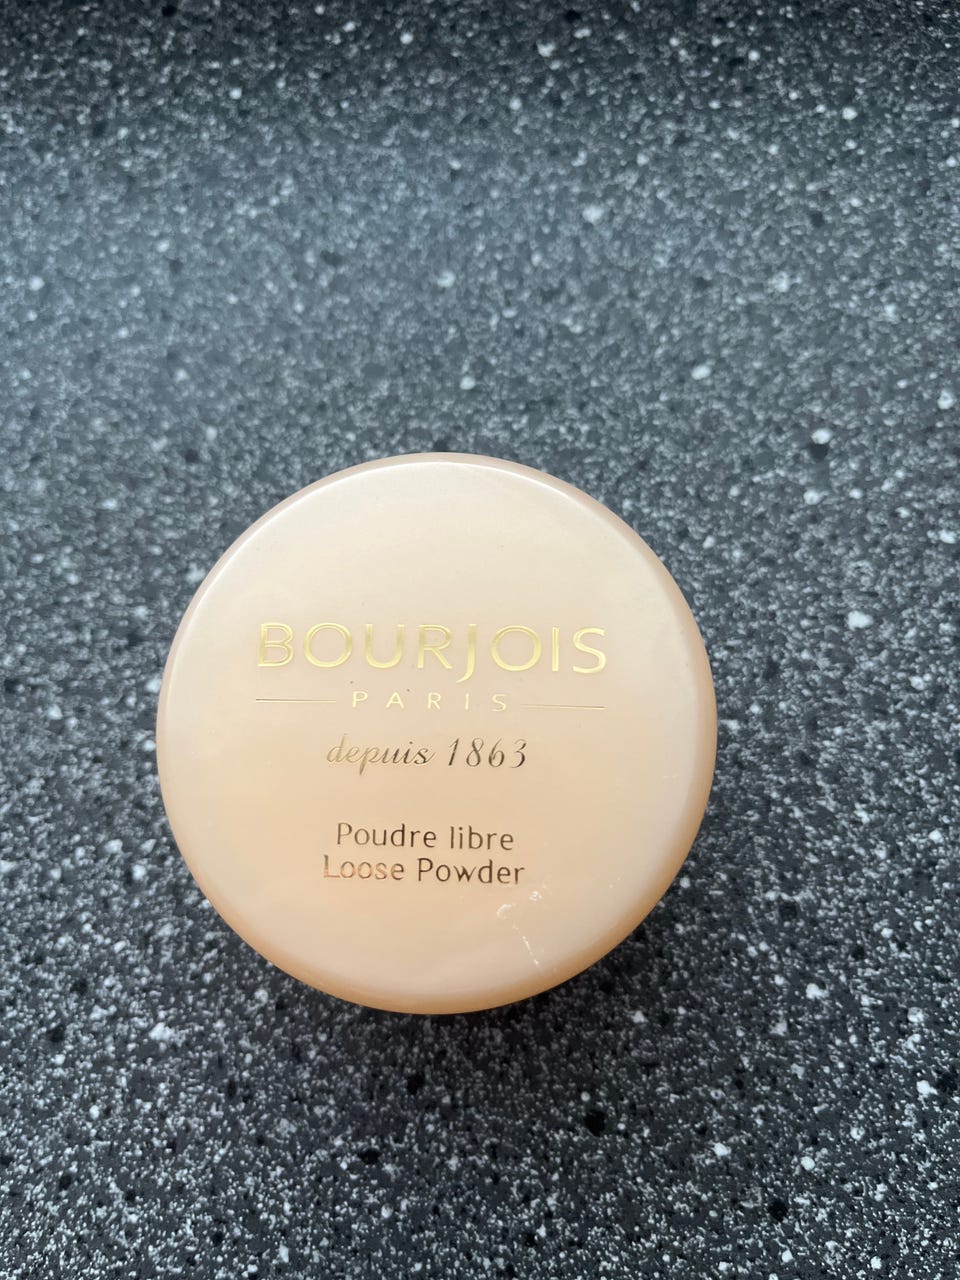 BOURJOIS
PARIS
depuis 1863
Poudre libre
Loose Powder